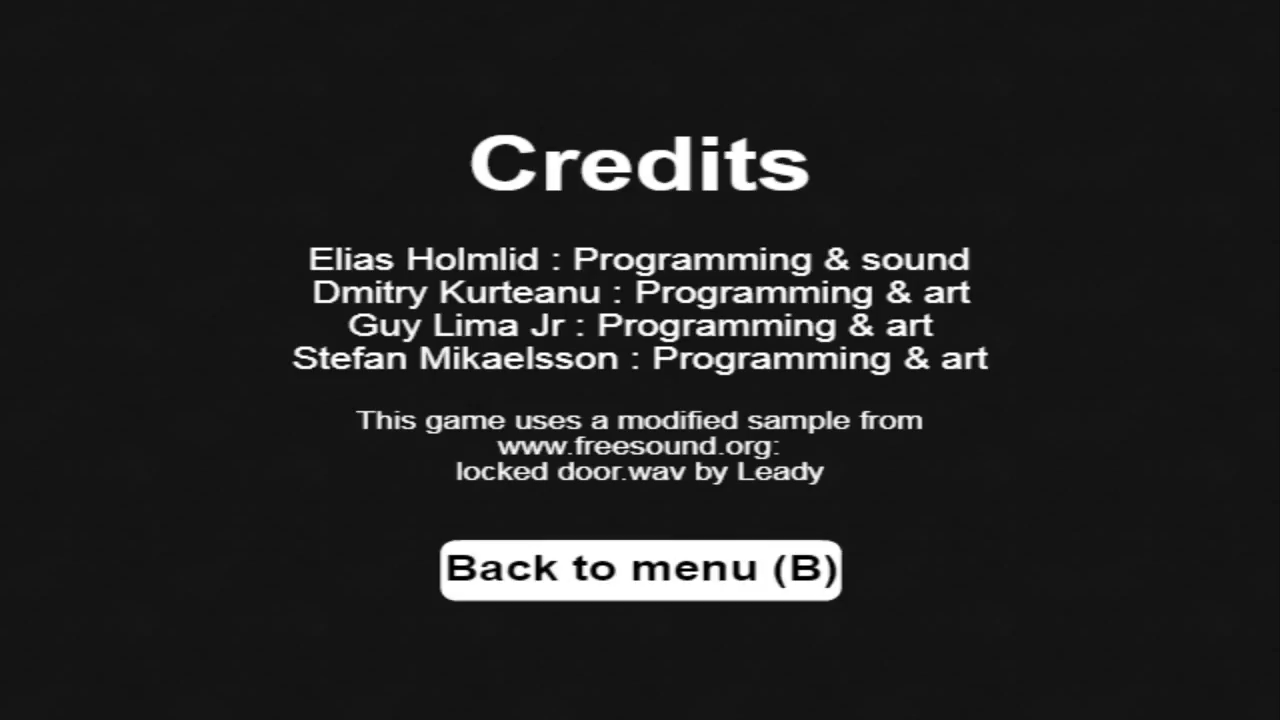 Credits
Elias Holmlid : Programming & sound
Dmitry Kurteanu : Programming & art
Guy Lima Jr : Programming & art
Stefan Mikaelsson : Programming & art
This game uses a modified sample from
www.freesound.org:
locked door.wav by Leady
Back to menu (B)